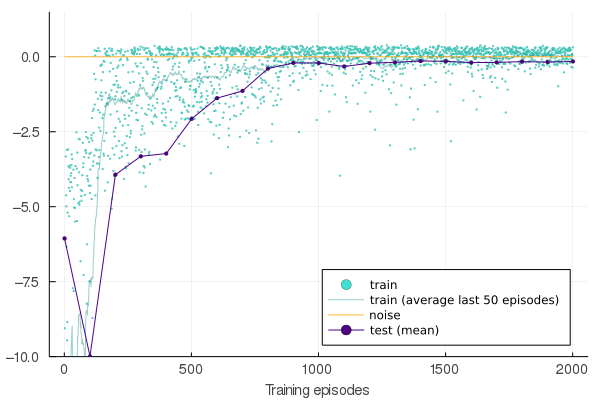 0.0
−2.5
−5.0
−7.5
−10.0
0
500
1000
1500
2000
Training episodes
train
train (average last 50 episodes)
noise
test (mean)